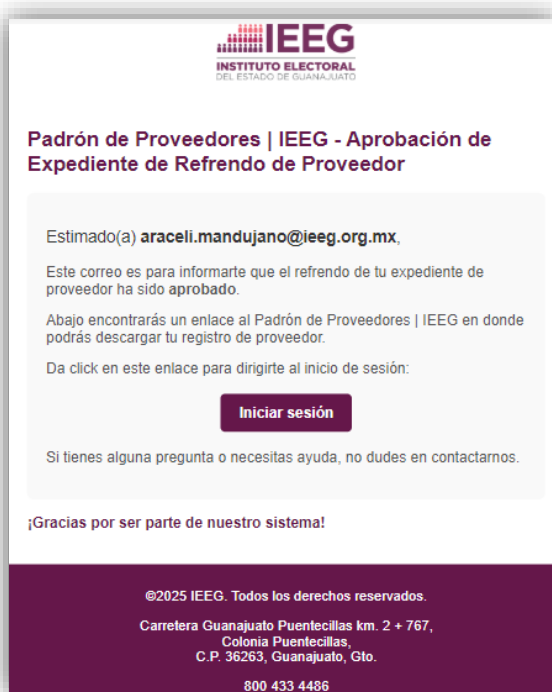 IEEG
INSTITUTO ELECTORAL
DEL ESTADO DE GUANAJUATO
Padrón de Proveedores | IEEG - Aprobación de
Expediente de Refrendo de Proveedor
Estimado(a) araceli.mandujano@ieeg.org.mx,
Este correo es para informarte que el refrendo de tu expediente de
proveedor ha sido aprobado.
Abajo encontrarás un enlace al Padrón de Proveedores | IEEG en donde
podrás descargar tu registro de proveedor.
Da click en este enlace para dirigirte al inicio de sesión:
Iniciar sesión
Si tienes alguna pregunta o necesitas ayuda, no dudes en contactarnos.
¡Gracias por ser parte de nuestro sistema!
©2025 IEEG. Todos los derechos reservados.
Carretera Guanajuato Puentecillas km. 2 + 767,
Colonia Puentecillas,
C.P. 36263, Guanajuato, Gto.
800 433 4486